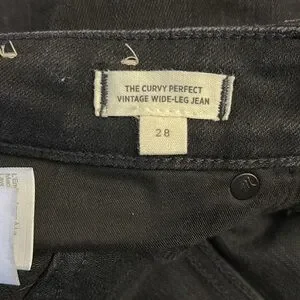 THE CURVY PERFECT
VINTAGE WIDE-LEG JEAN
28